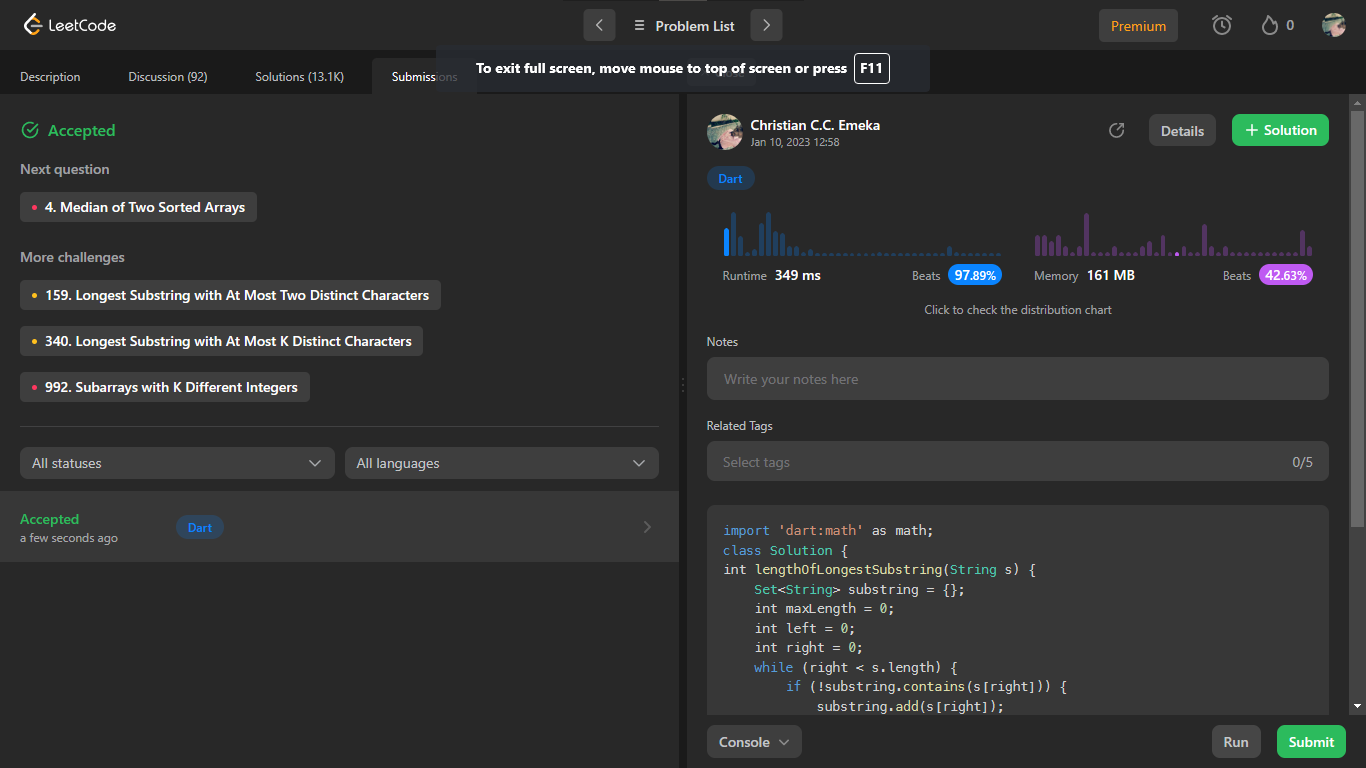 LeetCode
Problem List
Premium
0
Description
Discussion (92)
Solutions (13.1K)
Submissions
To exit full screen, move mouse to top of screen or press F11
Accepted
Next question
4. Median of Two Sorted Arrays
More challenges
159. Longest Substring with At Most Two Distinct Characters
340. Longest Substring with At Most K Distinct Characters
992. Subarrays with K Different Integers
All statuses
All languages
Accepted
a few seconds ago
Dart
Christian C.C. Emeka
Jan 10, 2023 12:58
Details
+ Solution
Dart
Runtime 349 ms Beats 97.89%
Memory 161 MB Beats 42.63%
Click to check the distribution chart
Notes
Write your notes here
Related Tags
Select tags
0/5
import 'dart:math' as math;
class Solution {
int lengthOfLongestSubstring(String s) {
    Set<String> substring = {};
    int maxLength = 0;
    int left = 0;
    int right = 0;
    while (right < s.length) {
        if (!substring.contains(s[right])) {
            substring.add(s[right]);
Console
Run
Submit